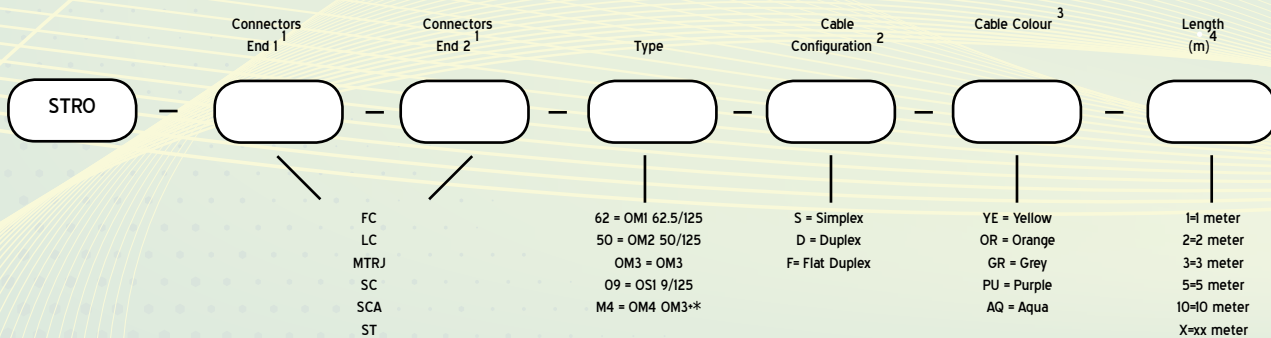 Connectors
End 1 1
Connectors
End 2 1
Type
Cable
Configuration 2
Cable Colour 3
Length
(m) 4
STRO – – – – – –
FC
LC
MTRJ
SC
SCA
ST
62 = OM1 62.5/125
50 = OM2 50/125
OM3 = OM3
09 = OS1 9/125
M4 = OM4 OM3+*
S = Simplex
D = Duplex
F= Flat Duplex
YE = Yellow
OR = Orange
GR = Grey
PU = Purple
AQ = Aqua
1=1 meter
2=2 meter
3=3 meter
5=5 meter
10=10 meter
X=xx meter